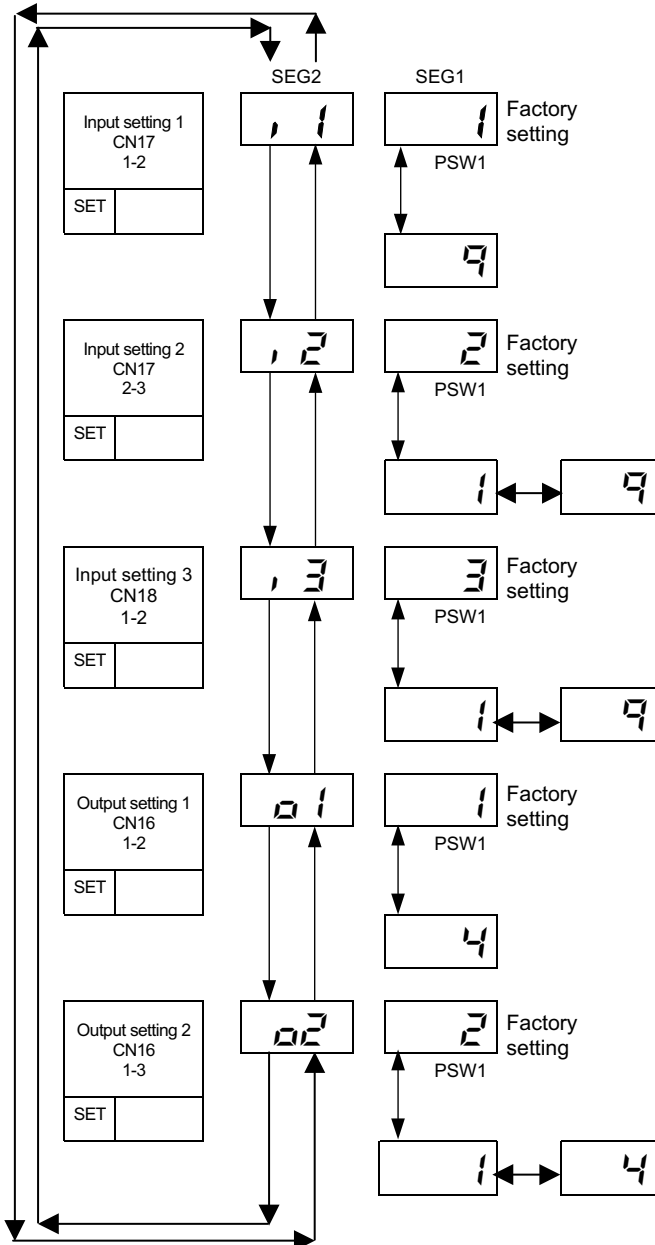 SEG2 SEG1
Input setting 1
CN17
1-2
SET
i 1
1
Factory
setting
PSW1
9
Input setting 2
CN17
2-3
SET
i 2
2
Factory
setting
PSW1
1
9
Input setting 3
CN18
1-2
SET
i 3
3
Factory
setting
PSW1
1
9
Output setting 1
CN16
1-2
SET
o1
1
Factory
setting
PSW1
4
Output setting 2
CN16
1-3
SET
o2
2
Factory
setting
PSW1
1
4